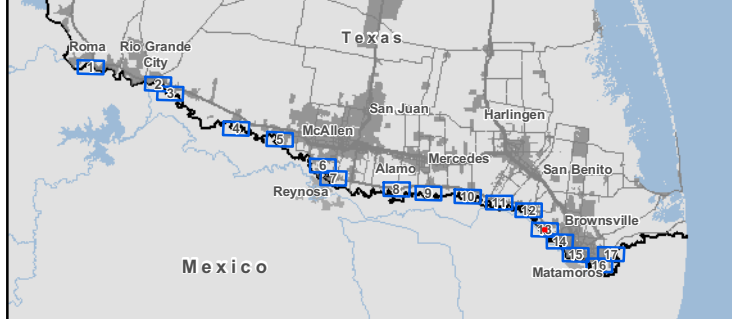 Texas
Roma
Rio Grande
City
1
2
3
San Juan
Harlingen
4
5
McAllen
Mercedes
Alamo
San Benito
6
7
Reynosa
8
9
10
11
12
Brownsville
13
14
15
16
17
Matamoros
Mexico